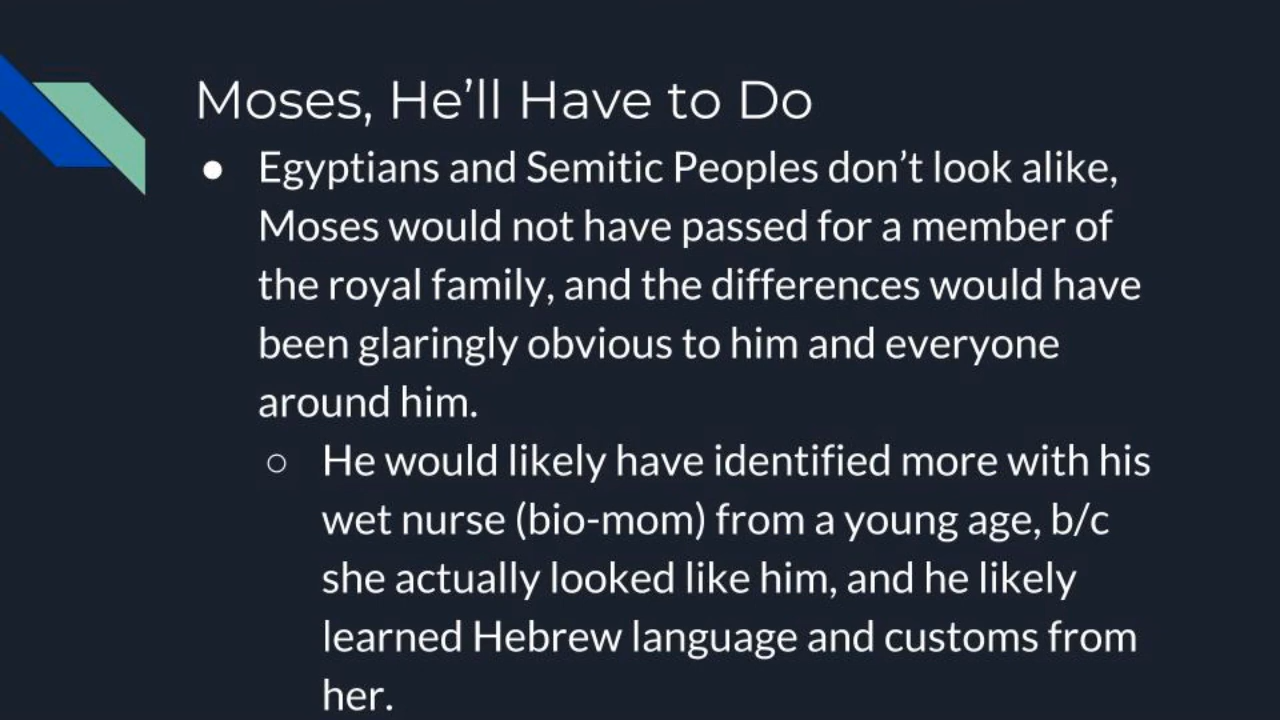 Moses, He’ll Have to Do
● Egyptians and Semitic Peoples don’t look alike,
Moses would not have passed for a member of
the royal family, and the differences would have
been glaringly obvious to him and everyone
around him.
○ He would likely have identified more with his
wet nurse (bio-mom) from a young age, b/c
she actually looked like him, and he likely
learned Hebrew language and customs from
her.